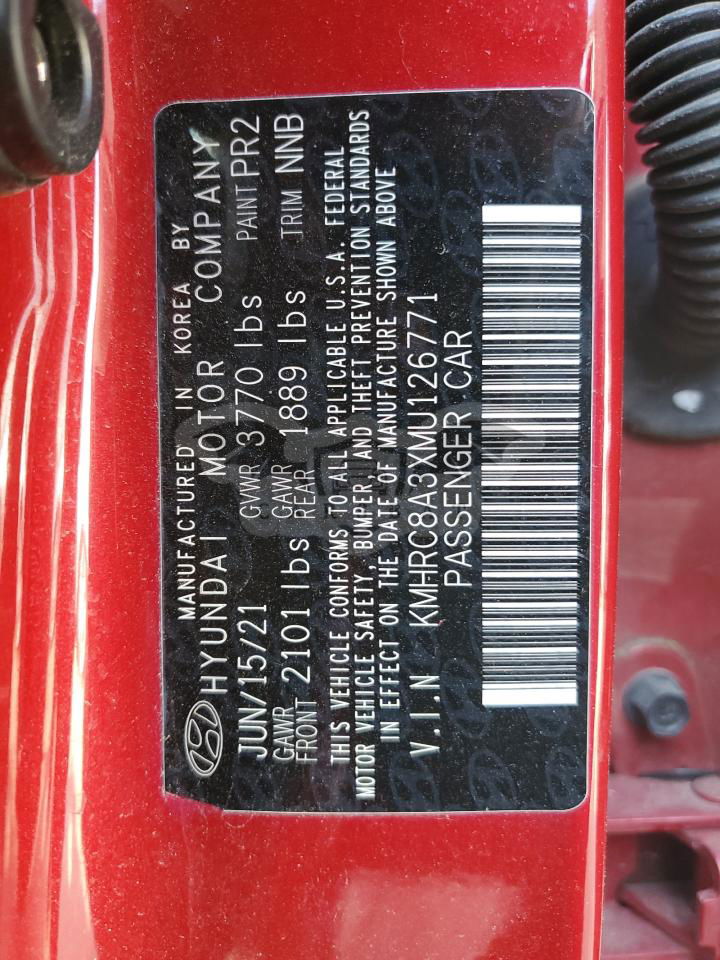 MANUFACTURED IN KOREA BY
HYUNDAI MOTOR COMPANY
JUN/15/21 GVWR 3770 lbs PAINT PR2
GAWR FRONT 2101 lbs GAWR REAR 1889 lbs TRIM NNB
THIS VEHICLE CONFORMS TO ALL APPLICABLE U.S.A. FEDERAL
MOTOR VEHICLE SAFETY, BUMPER, AND THEFT PREVENTION STANDARDS
IN EFFECT ON THE DATE OF MANUFACTURE SHOWN ABOVE
V.I.N KMHRC8A3XMU126771
PASSENGER CAR